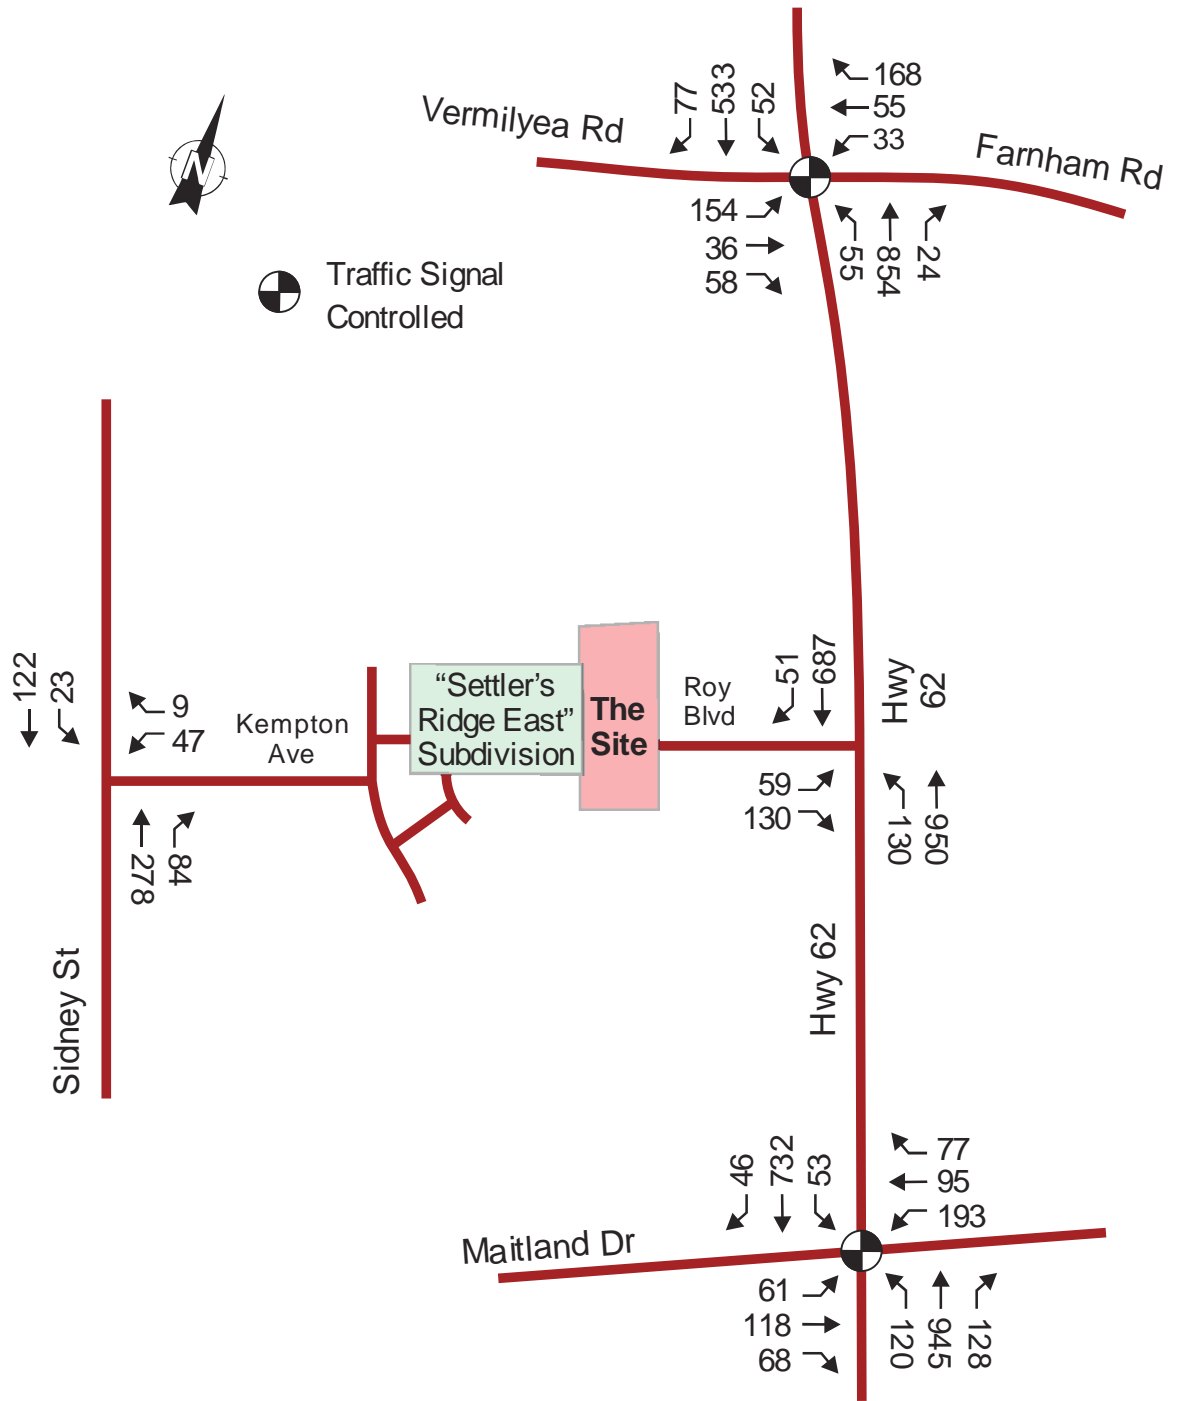 77
533
52
168
55
33
Vermilyea Rd
Farnham Rd
N
154
36
58
55
854
24
Traffic Signal
Controlled
122
23
9
47
Kempton
Ave
"Settler's
Ridge East"
Subdivision
The
Site
Roy
Blvd
51
687
Hwy
62
59
130
130
950
278
84
Sidney St
Hwy 62
46
732
53
77
95
193
Maitland Dr
61
118
68
120
945
128